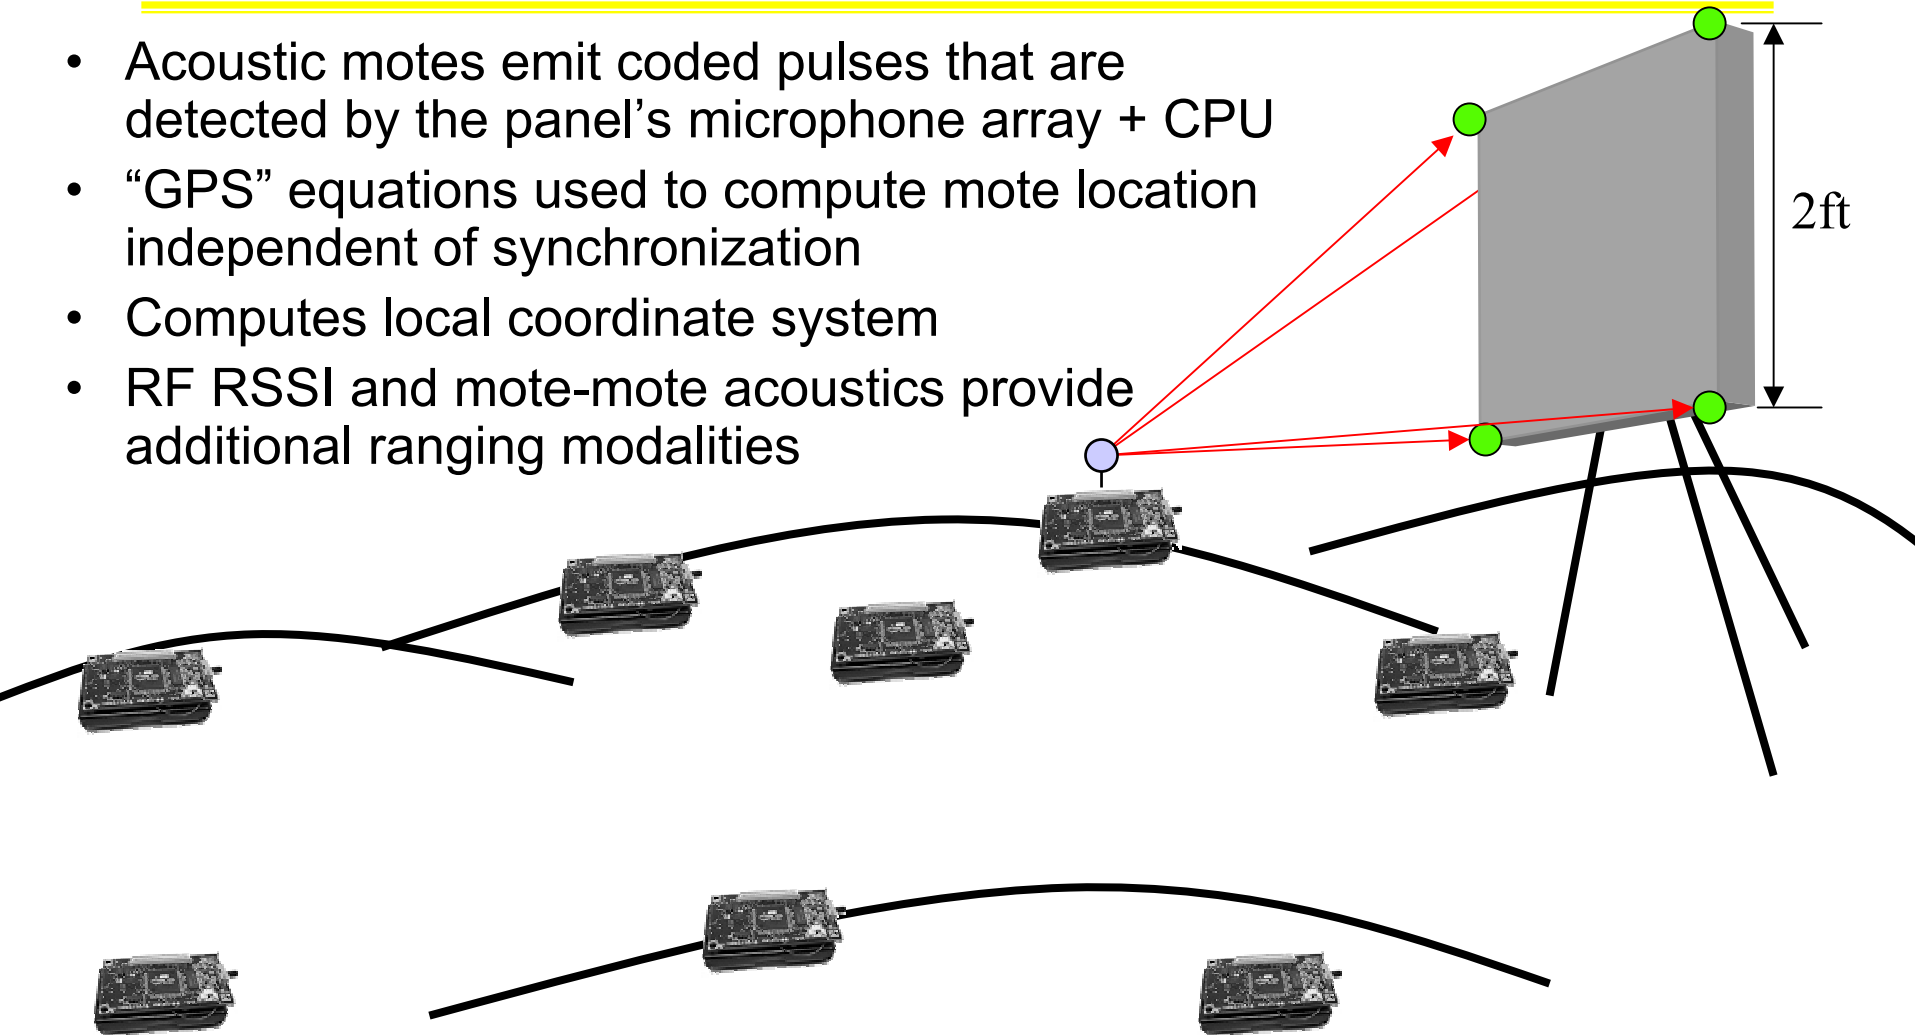 • Acoustic motes emit coded pulses that are
detected by the panel’s microphone array + CPU
• “GPS” equations used to compute mote location
independent of synchronization
• Computes local coordinate system
• RF RSSI and mote-mote acoustics provide
additional ranging modalities
2ft